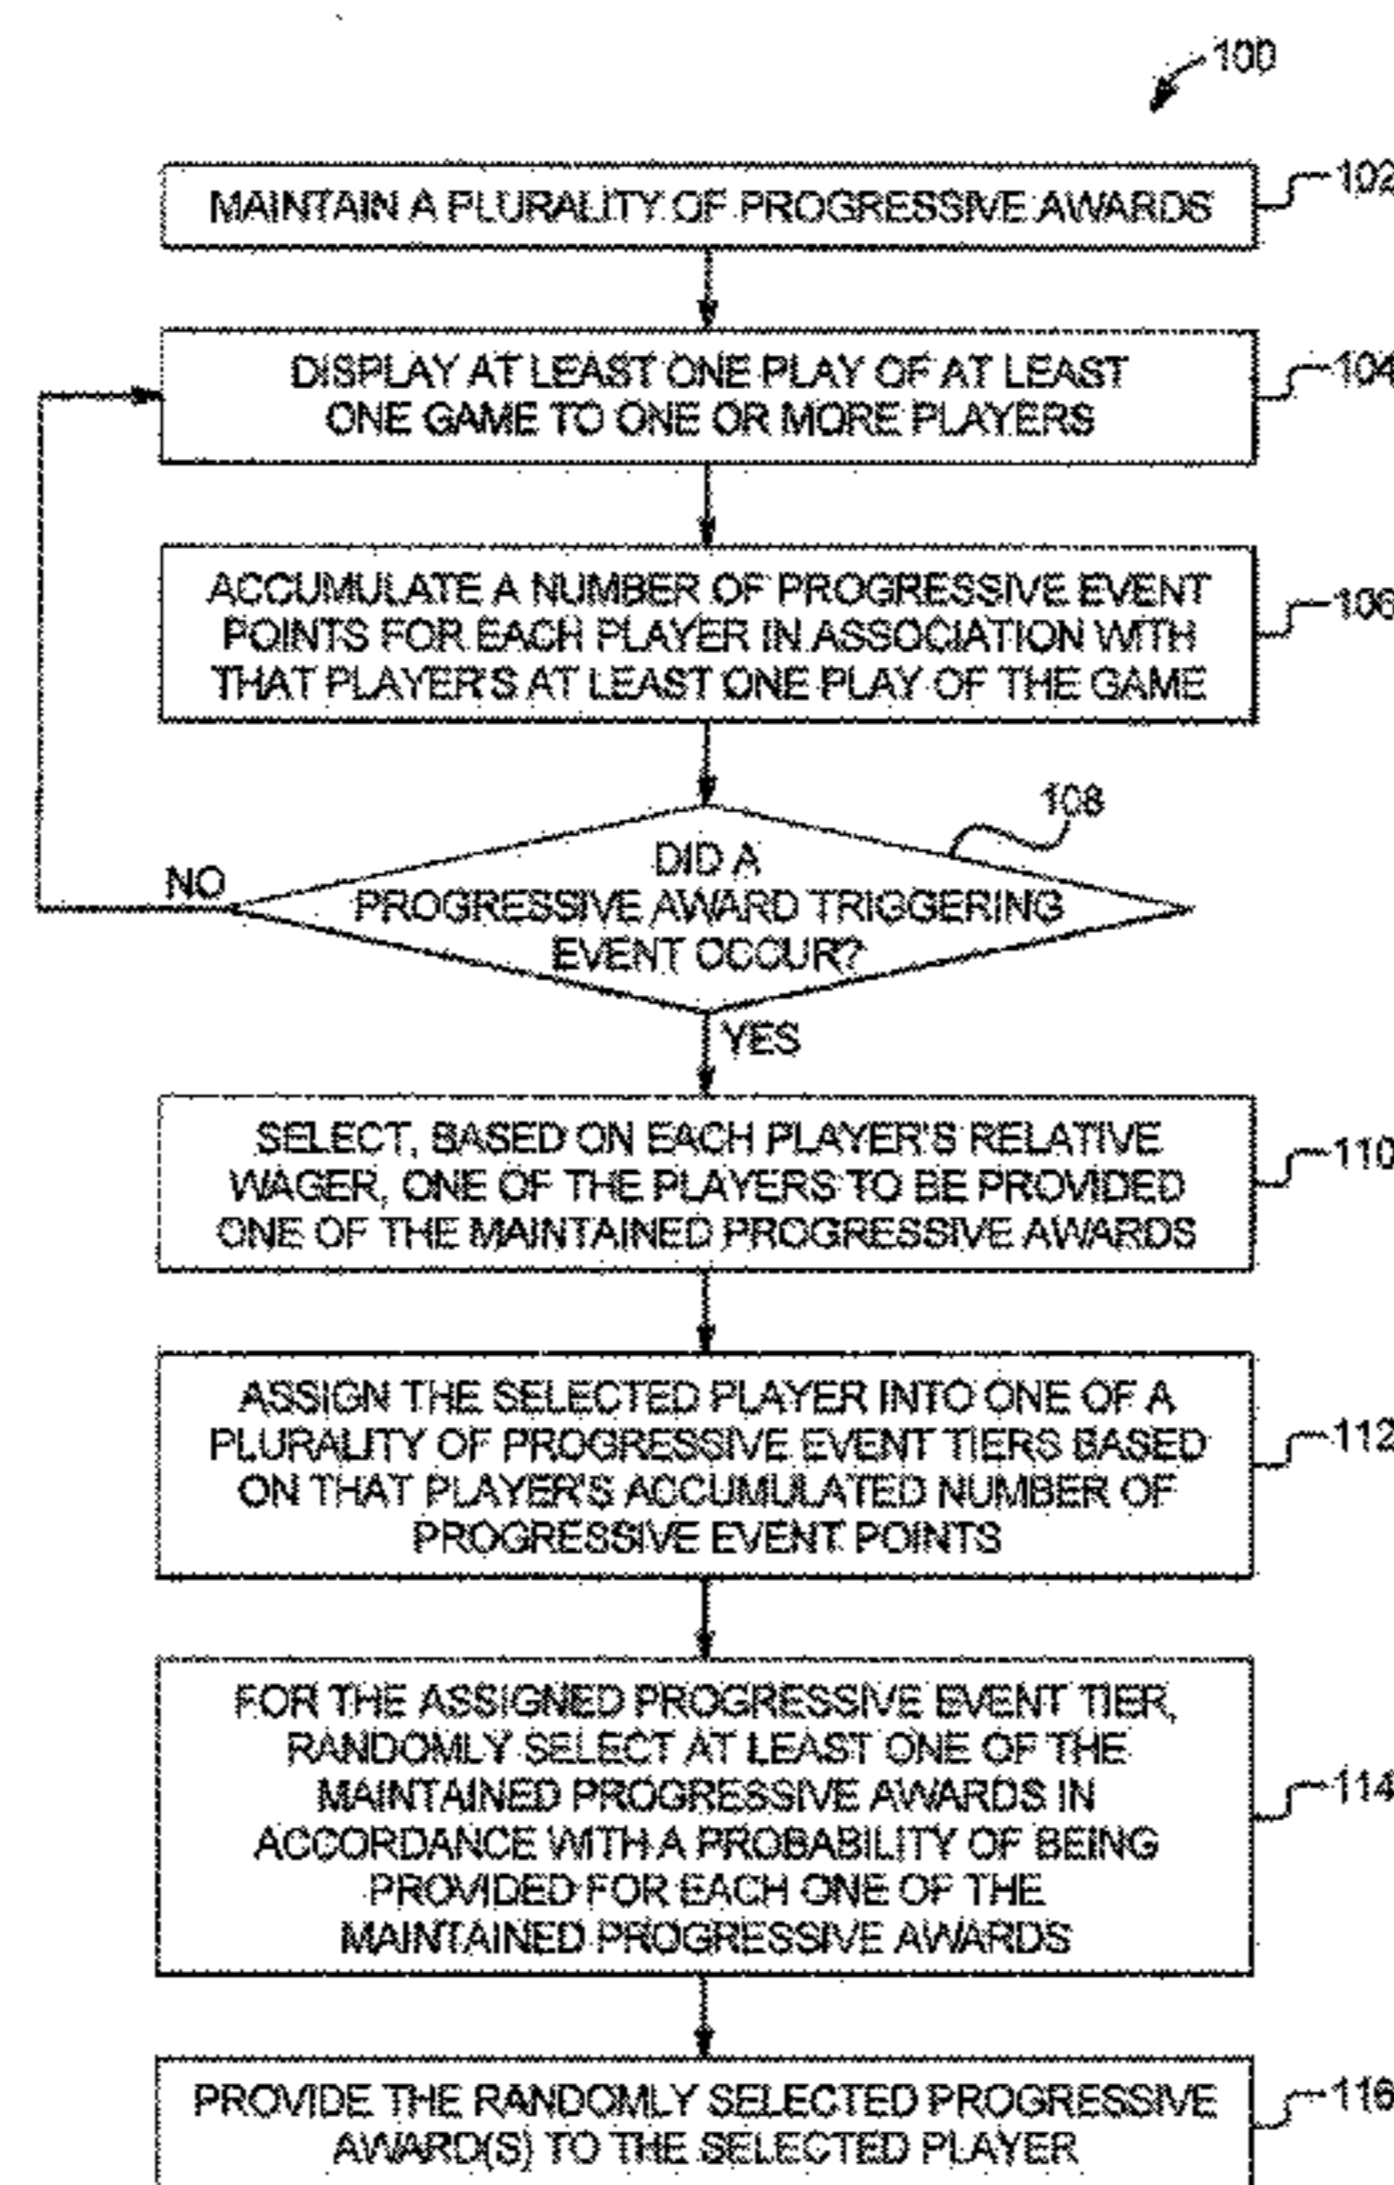 100
MAINTAIN A PLURALITY OF PROGRESSIVE AWARDS
102
DISPLAY AT LEAST ONE PLAY OF AT LEAST
ONE GAME TO ONE OR MORE PLAYERS
104
ACCUMULATE A NUMBER OF PROGRESSIVE EVENT
POINTS FOR EACH PLAYER IN ASSOCIATION WITH
THAT PLAYER'S AT LEAST ONE PLAY OF THE GAME
106
108
DID A
PROGRESSIVE AWARD TRIGGERING
EVENT OCCUR?
NO
YES
SELECT, BASED ON EACH PLAYER'S RELATIVE
WAGER, ONE OF THE PLAYERS TO BE PROVIDED
ONE OF THE MAINTAINED PROGRESSIVE AWARDS
110
ASSIGN THE SELECTED PLAYER INTO ONE OF A
PLURALITY OF PROGRESSIVE EVENT TIERS BASED
ON THAT PLAYER'S ACCUMULATED NUMBER OF
PROGRESSIVE EVENT POINTS
112
FOR THE ASSIGNED PROGRESSIVE EVENT TIER,
RANDOMLY SELECT AT LEAST ONE OF THE
MAINTAINED PROGRESSIVE AWARDS IN
ACCORDANCE WITH A PROBABILITY OF BEING
PROVIDED FOR EACH ONE OF THE
MAINTAINED PROGRESSIVE AWARDS
114
PROVIDE THE RANDOMLY SELECTED PROGRESSIVE
AWARD(S) TO THE SELECTED PLAYER
116